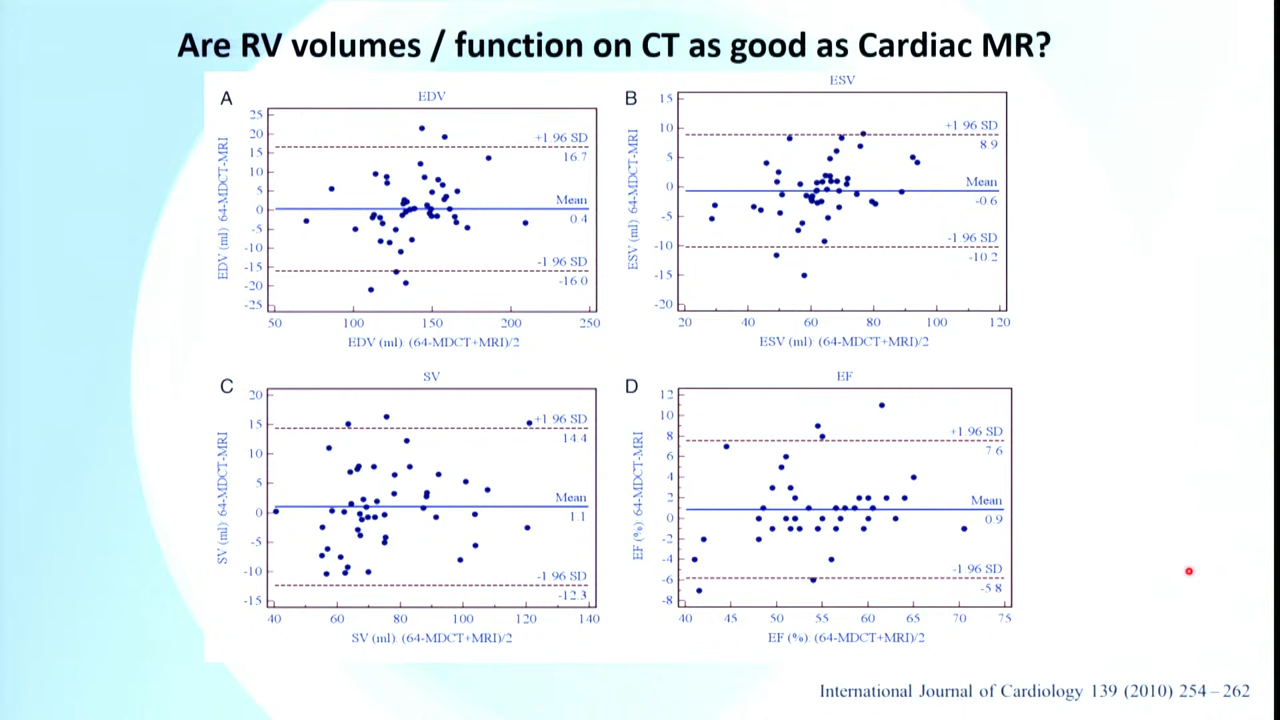 Are RV volumes / function on CT as good as Cardiac MR?
A
EDV
EDV (ml) 64-MDCT-MRI
25
20
15
10
5
0
-5
-10
-15
-20
-25
+1 96 SD
16.7
Mean
0.4
-1 96 SD
-16.0
50
100
150
200
250
EDV (ml) (64-MDCT+MRI)/2
B
ESV
ESV (ml) 64-MDCT-MRI
15
10
5
0
-5
-10
-15
-20
+1 96 SD
8.9
Mean
-0.6
-1 96 SD
-10.2
20
40
60
80
100
120
ESV (ml) (64-MDCT+MRI)/2
C
SV
SV (ml) 64-MDCT-MRI
20
15
10
5
0
-5
-10
-15
+1 96 SD
14 4
Mean
1.1
-1 96 SD
-12.3
40
60
80
100
120
140
SV (ml) (64-MDCT+MRI)/2
D
EF
EF (%) 64-MDCT-MRI
12
10
8
6
4
2
0
-2
-4
-6
-8
+1 96 SD
7 6
Mean
0.9
-1 96 SD
-5 8
40
45
50
55
60
65
70
75
EF (%) (64-MDCT+MRI)/2
International Journal of Cardiology 139 (2010) 254–262